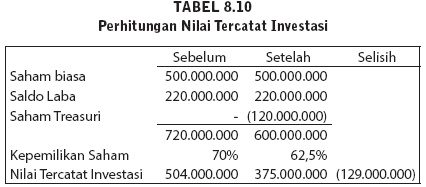 TABEL 8.10
Perhitungan Nilai Tercatat Investasi
Sebelum Setelah Selisih
Saham biasa 500.000.000 500.000.000
Saldo Laba 220.000.000 220.000.000
Saham Treasuri - (120.000.000)
720.000.000 600.000.000
Kepemilikan Saham 70% 62,5%
Nilai Tercatat Investasi 504.000.000 375.000.000 (129.000.000)